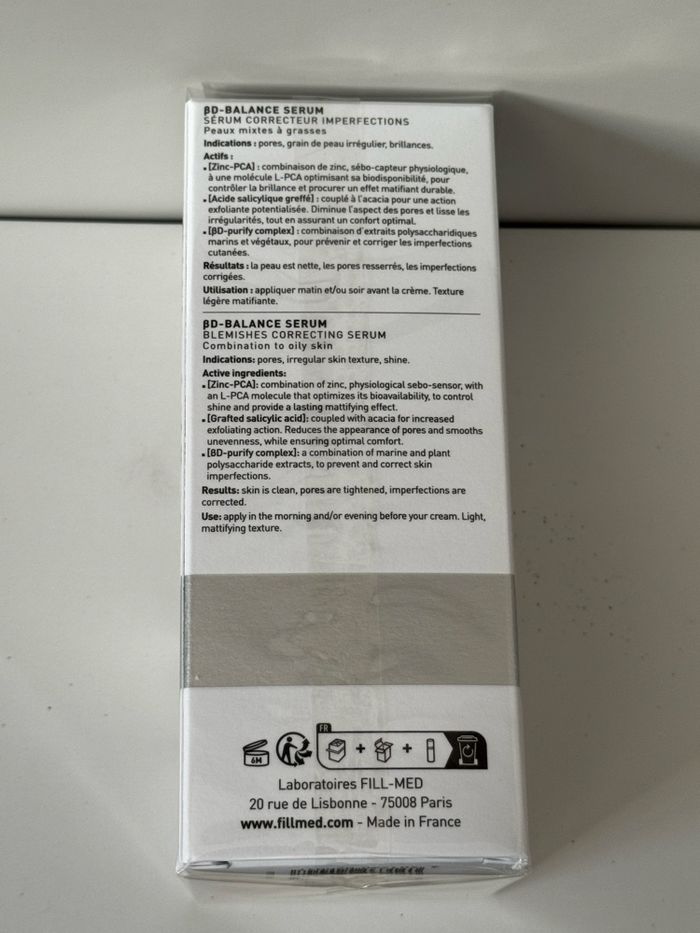 βD-BALANCE SERUM
SÉRUM CORRECTEUR IMPERFECTIONS
Peaux mixtes à grasses
Indications : pores, grain de peau irrégulier, brillances.
Actifs :
• [Zinc-PCA] : combinaison de zinc, sébo-capteur physiologique,
à une molécule L-PCA optimisant sa biodisponibilité, pour
contrôler la brillance et procurer un effet matifiant durable.
• [Acide salicylique greffé] : couplé à l'acacia pour une action
exfoliante potentialisée. Diminue l'aspect des pores et lisse les
irrégularités, tout en assurant un confort optimal.
• [βD-purify complex] : combinaison d'extraits polysaccharidiques
marins et végétaux, pour prévenir et corriger les imperfections
cutanées.
Résultats : la peau est nette, les pores resserrés, les imperfections
corrigées.
Utilisation : appliquer matin et/ou soir avant la crème. Texture
légère matifiante.
βD-BALANCE SERUM
BLEMISHES CORRECTING SERUM
Combination to oily skin
Indications: pores, irregular skin texture, shine.
Active ingredients:
• [Zinc-PCA]: combination of zinc, physiological sebo-sensor, with
an L-PCA molecule that optimizes its bioavailability, to control
shine and provide a lasting mattifying effect.
• [Grafted salicylic acid]: coupled with acacia for increased
exfoliating action. Reduces the appearance of pores and smooths
unevenness, while ensuring optimal comfort.
• [βD-purify complex]: a combination of marine and plant
polysaccharide extracts, to prevent and correct skin
imperfections.
Results: skin is clean, pores are tightened, imperfections are
corrected.
Use: apply in the morning and/or evening before your cream. Light,
mattifying texture.
FR
6M + +
Laboratoires FILL-MED
20 rue de Lisbonne - 75008 Paris
www.fillmed.com - Made in France